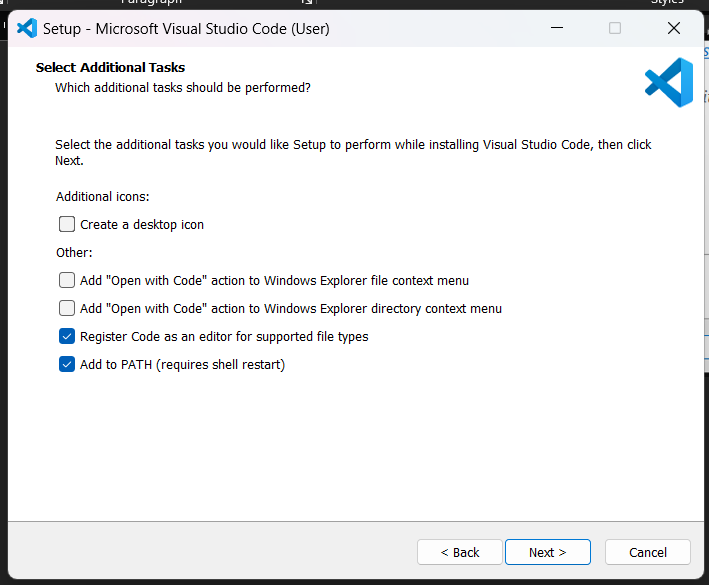 Paragraph
Styles
Setup - Microsoft Visual Studio Code (User)
Select Additional Tasks
Which additional tasks should be performed?
Select the additional tasks you would like Setup to perform while installing Visual Studio Code, then click
Next.
Additional icons:
Create a desktop icon
Other:
Add "Open with Code" action to Windows Explorer file context menu
Add "Open with Code" action to Windows Explorer directory context menu
Register Code as an editor for supported file types
Add to PATH (requires shell restart)
< Back
Next >
Cancel